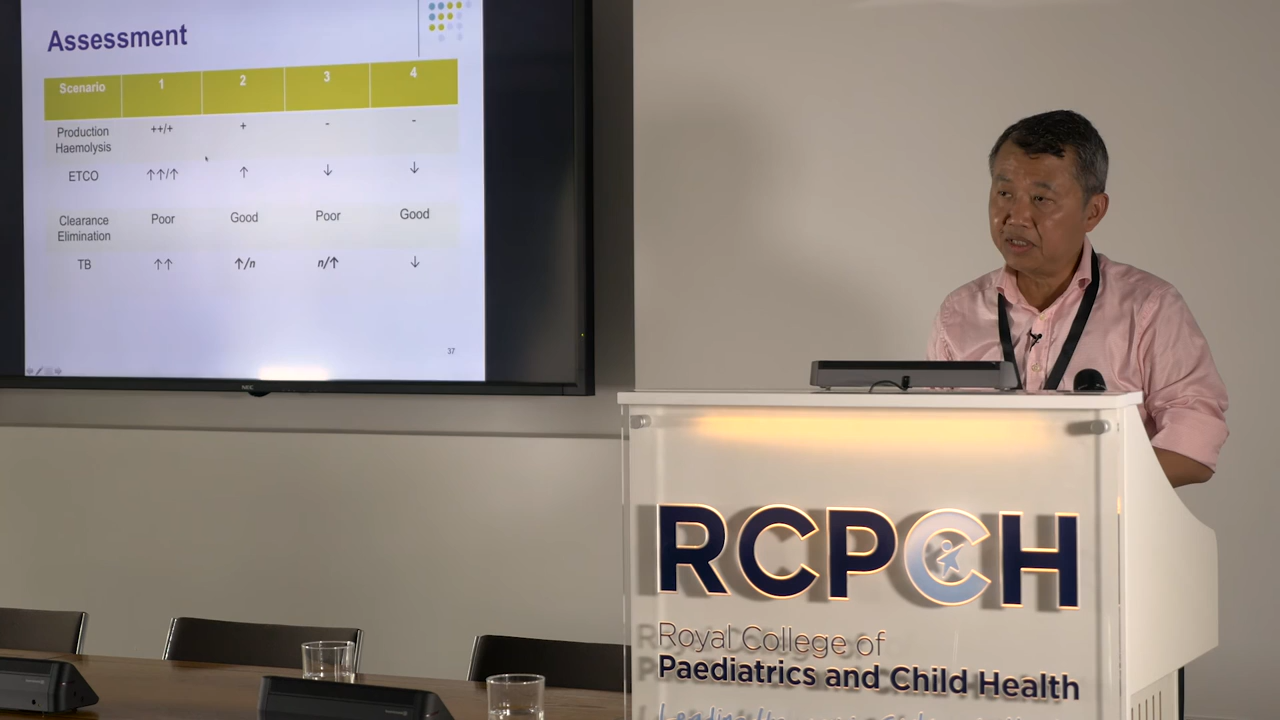 Assessment
Scenario 1 2 3 4
Production Haemolysis ++/+ + - -
ETCO ↑↑/↑ ↑ ↓ ↓
Clearance Elimination Poor Good Poor Good
TB ↑↑ ↑/n n/↑ ↓
37
NEC
RCPCH
Royal College of
Paediatrics and Child Health